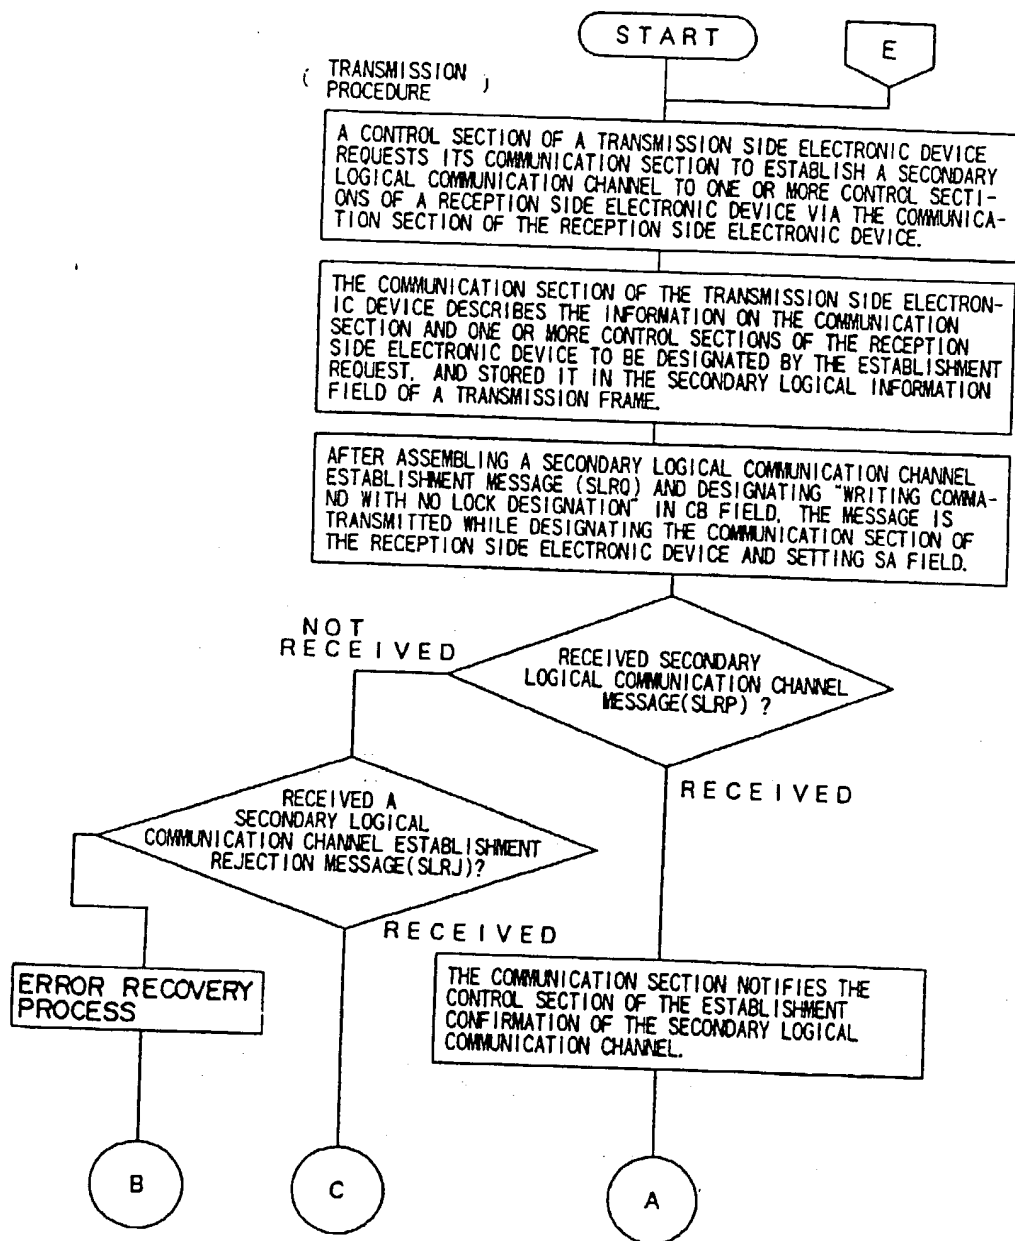 START
E
( TRANSMISSION )
PROCEDURE
A CONTROL SECTION OF A TRANSMISSION SIDE ELECTRONIC DEVICE
REQUESTS ITS COMMUNICATION SECTION TO ESTABLISH A SECONDARY
LOGICAL COMMUNICATION CHANNEL TO ONE OR MORE CONTROL SECTI-
ONS OF A RECEPTION SIDE ELECTRONIC DEVICE VIA THE COMMUNICA-
TION SECTION OF THE RECEPTION SIDE ELECTRONIC DEVICE.
THE COMMUNICATION SECTION OF THE TRANSMISSION SIDE ELECTRON-
IC DEVICE DESCRIBES THE INFORMATION ON THE COMMUNICATION
SECTION AND ONE OR MORE CONTROL SECTIONS OF THE RECEPTION
SIDE ELECTRONIC DEVICE TO BE DESIGNATED BY THE ESTABLISHMENT
REQUEST, AND STORED IT IN THE SECONDARY LOGICAL INFORMATION
FIELD OF A TRANSMISSION FRAME.
AFTER ASSEMBLING A SECONDARY LOGICAL COMMUNICATION CHANNEL
ESTABLISHMENT MESSAGE (SLRQ) AND DESIGNATING "WRITING COMMA-
ND WITH NO LOCK DESIGNATION" IN CB FIELD, THE MESSAGE IS
TRANSMITTED WHILE DESIGNATING THE COMMUNICATION SECTION OF
THE RECEPTION SIDE ELECTRONIC DEVICE AND SETTING SA FIELD.
NOT
RECEIVED
RECEIVED SECONDARY
LOGICAL COMMUNICATION CHANNEL
MESSAGE(SLRP) ?
RECEIVED
RECEIVED A
SECONDARY LOGICAL
COMMUNICATION CHANNEL ESTABLISHMENT
REJECTION MESSAGE(SLRJ)?
RECEIVED
ERROR RECOVERY
PROCESS
THE COMMUNICATION SECTION NOTIFIES THE
CONTROL SECTION OF THE ESTABLISHMENT
CONFIRMATION OF THE SECONDARY LOGICAL
COMMUNICATION CHANNEL.
B
C
A